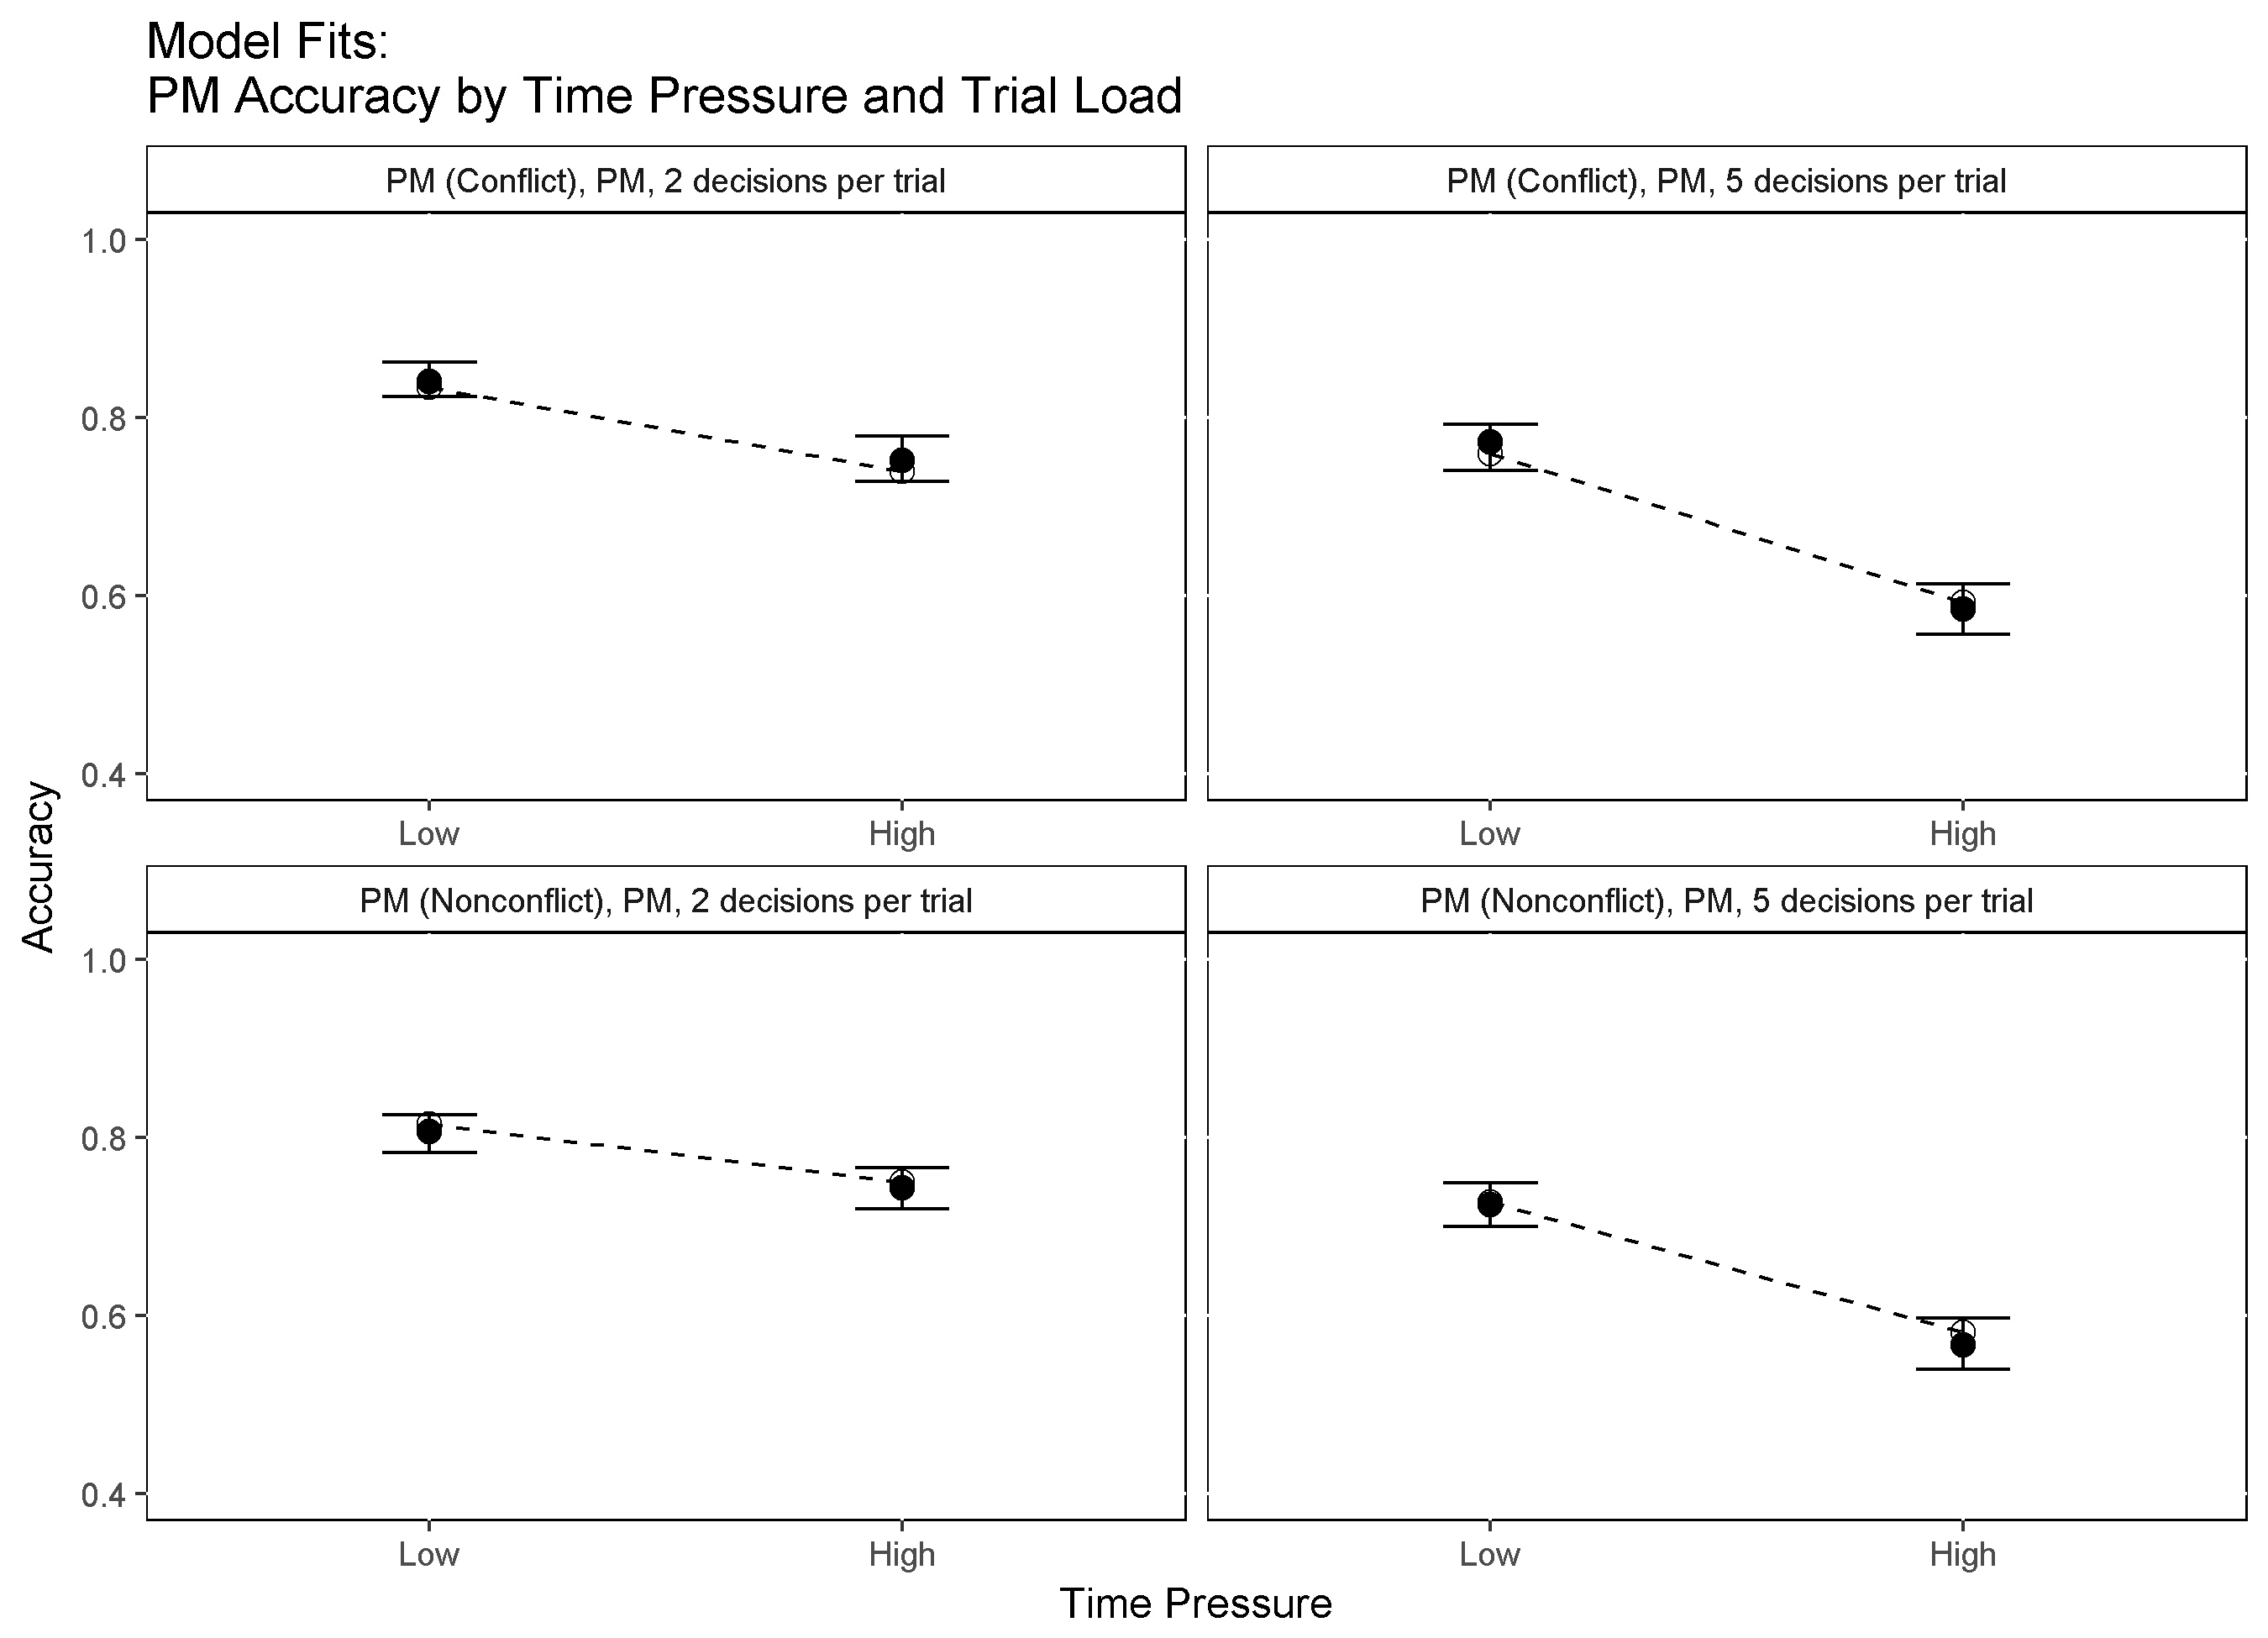 Model Fits:
PM Accuracy by Time Pressure and Trial Load
PM (Conflict), PM, 2 decisions per trial
PM (Conflict), PM, 5 decisions per trial
1.0
0.8
0.6
0.4
Low
High
Low
High
Accuracy
PM (Nonconflict), PM, 2 decisions per trial
PM (Nonconflict), PM, 5 decisions per trial
1.0
0.8
0.6
0.4
Low
High
Low
High
Time Pressure